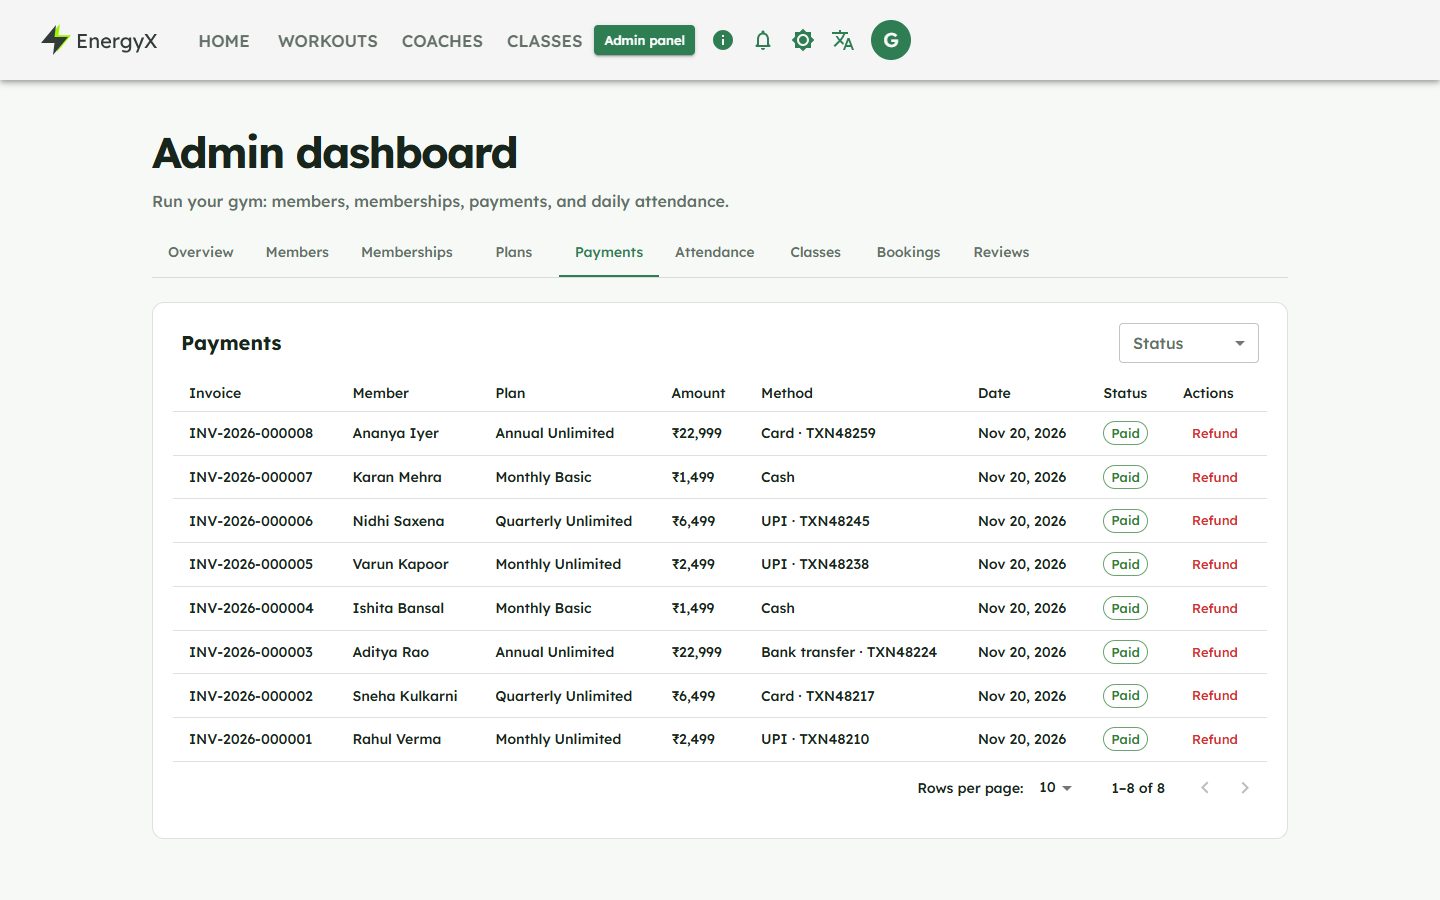 EnergyX HOME WORKOUTS COACHES CLASSES Admin panel G
Admin dashboard
Run your gym: members, memberships, payments, and daily attendance.
Overview Members Memberships Plans Payments Attendance Classes Bookings Reviews
Payments Status
Invoice Member Plan Amount Method Date Status Actions
INV-2026-000008 Ananya Iyer Annual Unlimited ₹22,999 Card · TXN48259 Nov 20, 2026 Paid Refund
INV-2026-000007 Karan Mehra Monthly Basic ₹1,499 Cash Nov 20, 2026 Paid Refund
INV-2026-000006 Nidhi Saxena Quarterly Unlimited ₹6,499 UPI · TXN48245 Nov 20, 2026 Paid Refund
INV-2026-000005 Varun Kapoor Monthly Unlimited ₹2,499 UPI · TXN48238 Nov 20, 2026 Paid Refund
INV-2026-000004 Ishita Bansal Monthly Basic ₹1,499 Cash Nov 20, 2026 Paid Refund
INV-2026-000003 Aditya Rao Annual Unlimited ₹22,999 Bank transfer · TXN48224 Nov 20, 2026 Paid Refund
INV-2026-000002 Sneha Kulkarni Quarterly Unlimited ₹6,499 Card · TXN48217 Nov 20, 2026 Paid Refund
INV-2026-000001 Rahul Verma Monthly Unlimited ₹2,499 UPI · TXN48210 Nov 20, 2026 Paid Refund
Rows per page: 10 1–8 of 8